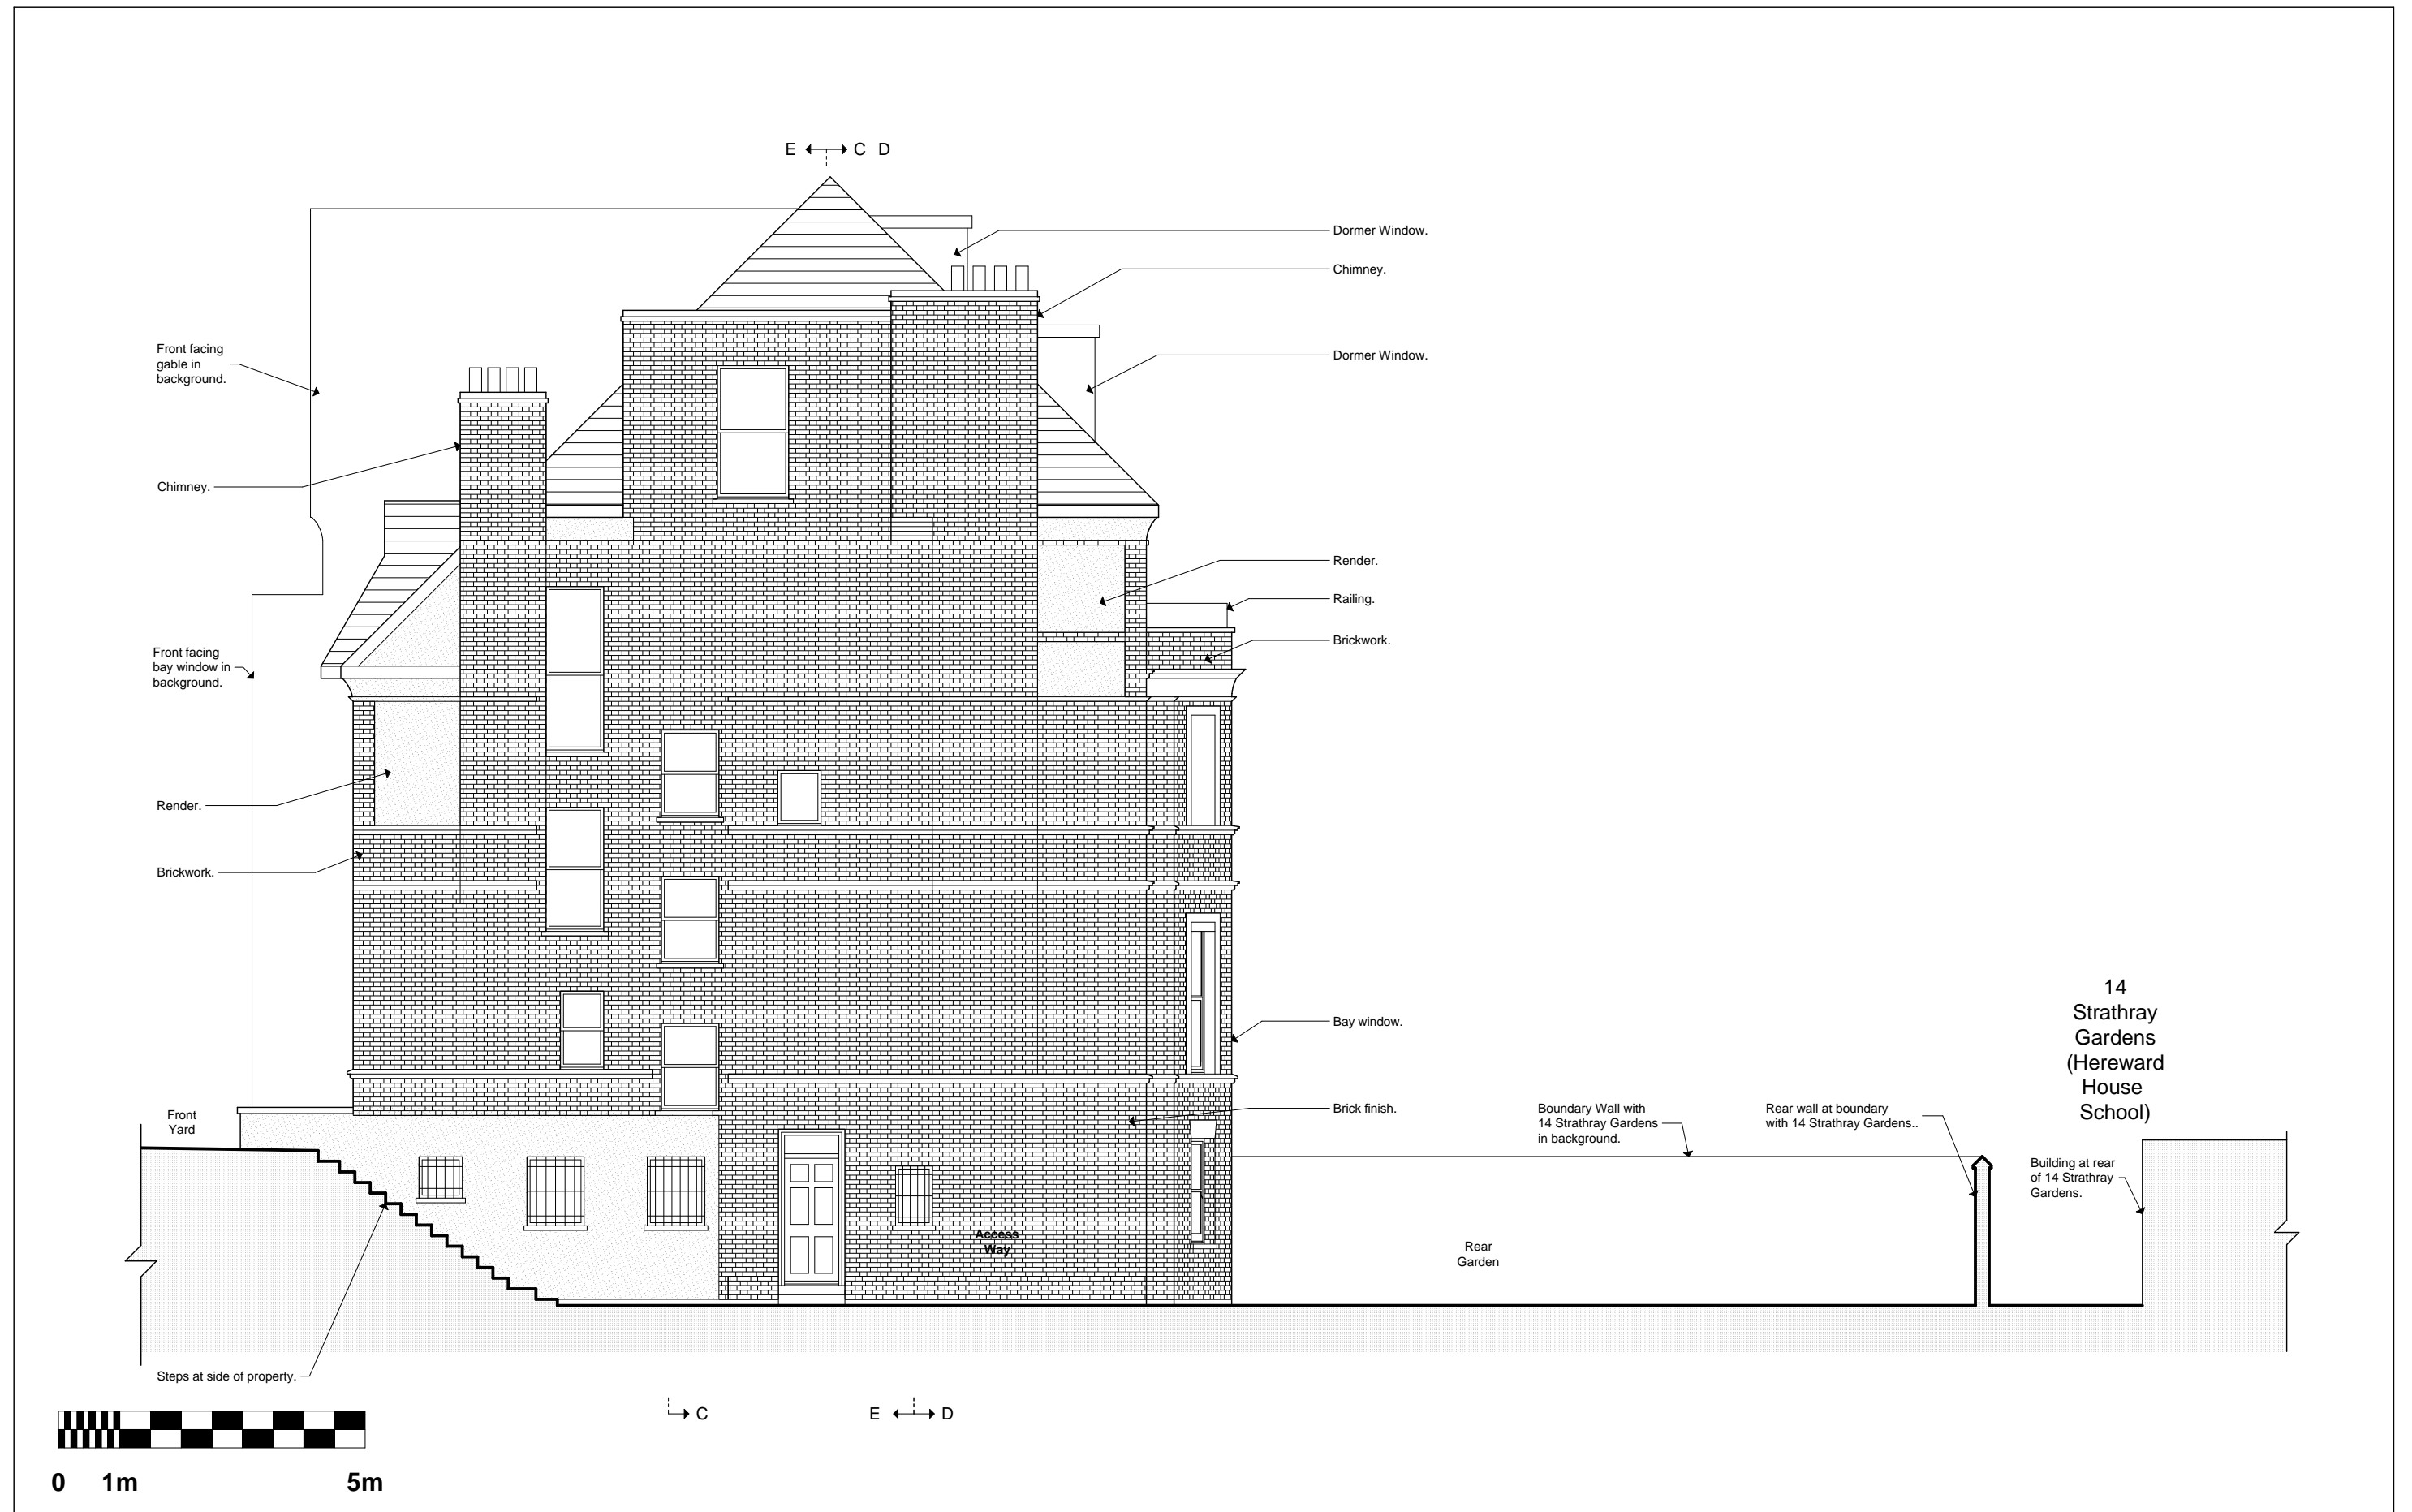 E C D
Dormer Window.
Chimney.
Front facing
gable in
background.
Dormer Window.
Chimney.
Render.
Railing.
Brickwork.
Front facing
bay window in
background.
Render.
Brickwork.
14
Strathray
Gardens
(Hereward
House
School)
Bay window.
Front
Yard
Brick finish.
Boundary Wall with
14 Strathray Gardens
in background.
Rear wall at boundary
with 14 Strathray Gardens..
Building at rear
of 14 Strathray
Gardens.
Access
Way
Rear
Garden
Steps at side of property.
C
E D
0 1m 5m